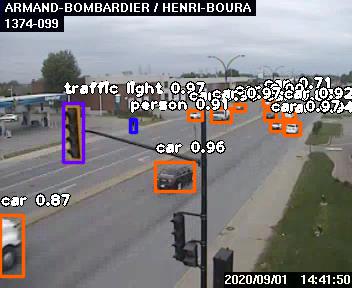 ARMAND-BOMBARDIER / HENRI-BOURA
1374-099
traffic light 0.97
person 0.91
car 0.71
car 0.96
car 0.87
2020/09/01 14:41:50